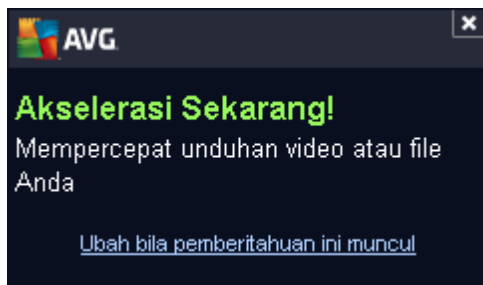 AVG
Akselerasi Sekarang!
Mempercepat unduhan video atau file
Anda
Ubah bila pemberitahuan ini muncul